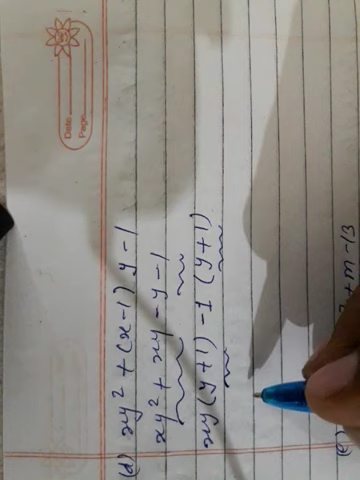 Date
Page
(d) xy² + (x-1) y - 1
xy² + xy - y - 1
xy (y+1) - 1 (y+1)
+ m - 13